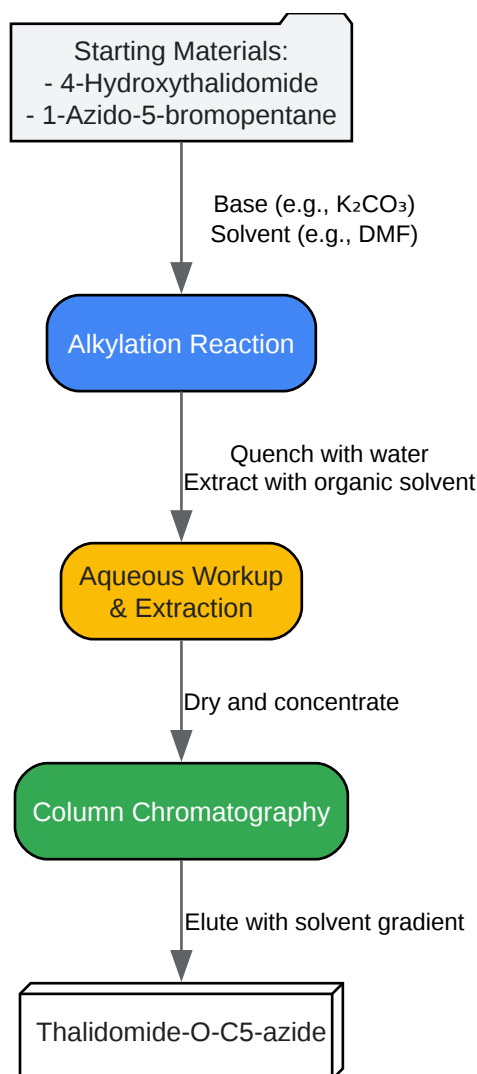 Starting Materials:
- 4-Hydroxythalidomide
- 1-Azido-5-bromopentane
Base (e.g., K₂CO₃)
Solvent (e.g., DMF)
Alkylation Reaction
Quench with water
Extract with organic solvent
Aqueous Workup
& Extraction
Dry and concentrate
Column Chromatography
Elute with solvent gradient
Thalidomide-O-C5-azide